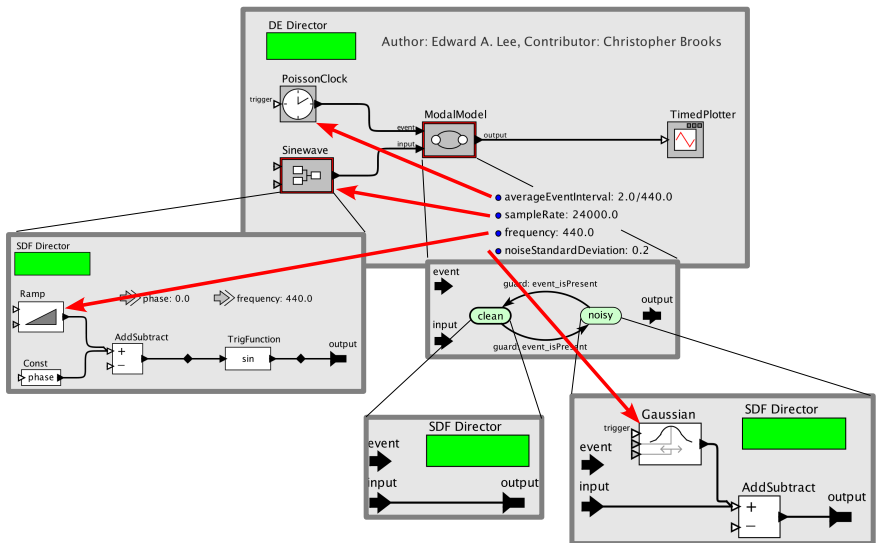 DE Director
Author: Edward A. Lee, Contributor: Christopher Brooks
PoissonClock
trigger
ModalModel
TimedPlotter
event
input
output
Sinewave
averageEventInterval: 2.0/440.0
sampleRate: 24000.0
frequency: 440.0
noiseStandardDeviation: 0.2
SDF Director
Ramp
phase: 0.0
frequency: 440.0
AddSubtract
TrigFunction
output
+
−
sin
Const
phase
event
guard: event_isPresent
output
clean
noisy
input
guard: event_isPresent
SDF Director
event
input
output
Gaussian
SDF Director
trigger
event
input
AddSubtract
output
+
−